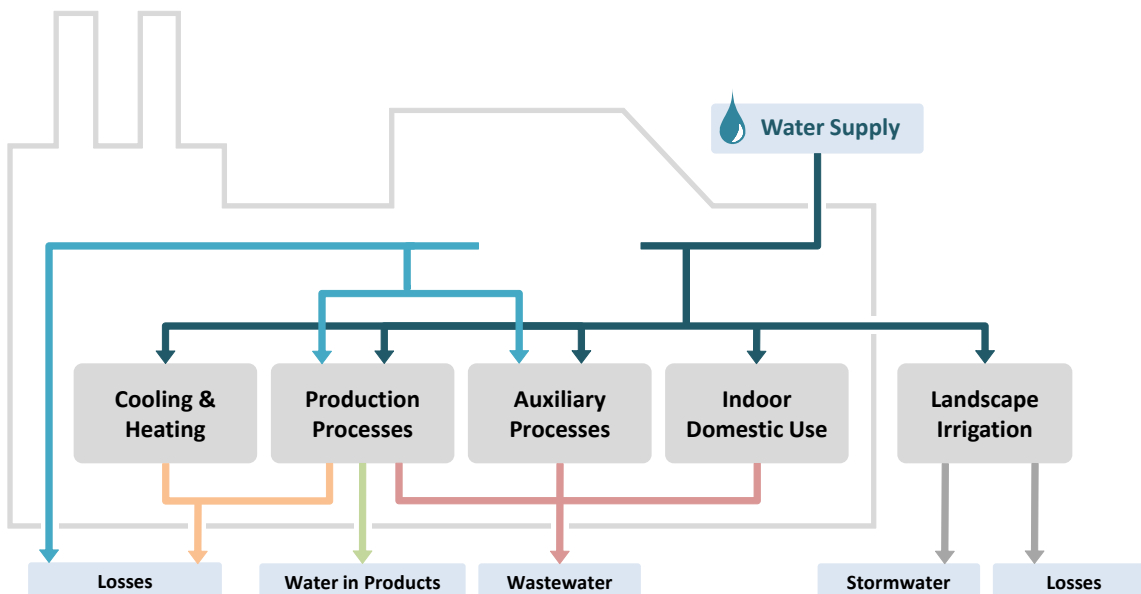 Water Supply
Cooling &
Heating
Production
Processes
Auxiliary
Processes
Indoor
Domestic Use
Landscape
Irrigation
Losses
Water in Products
Wastewater
Stormwater
Losses